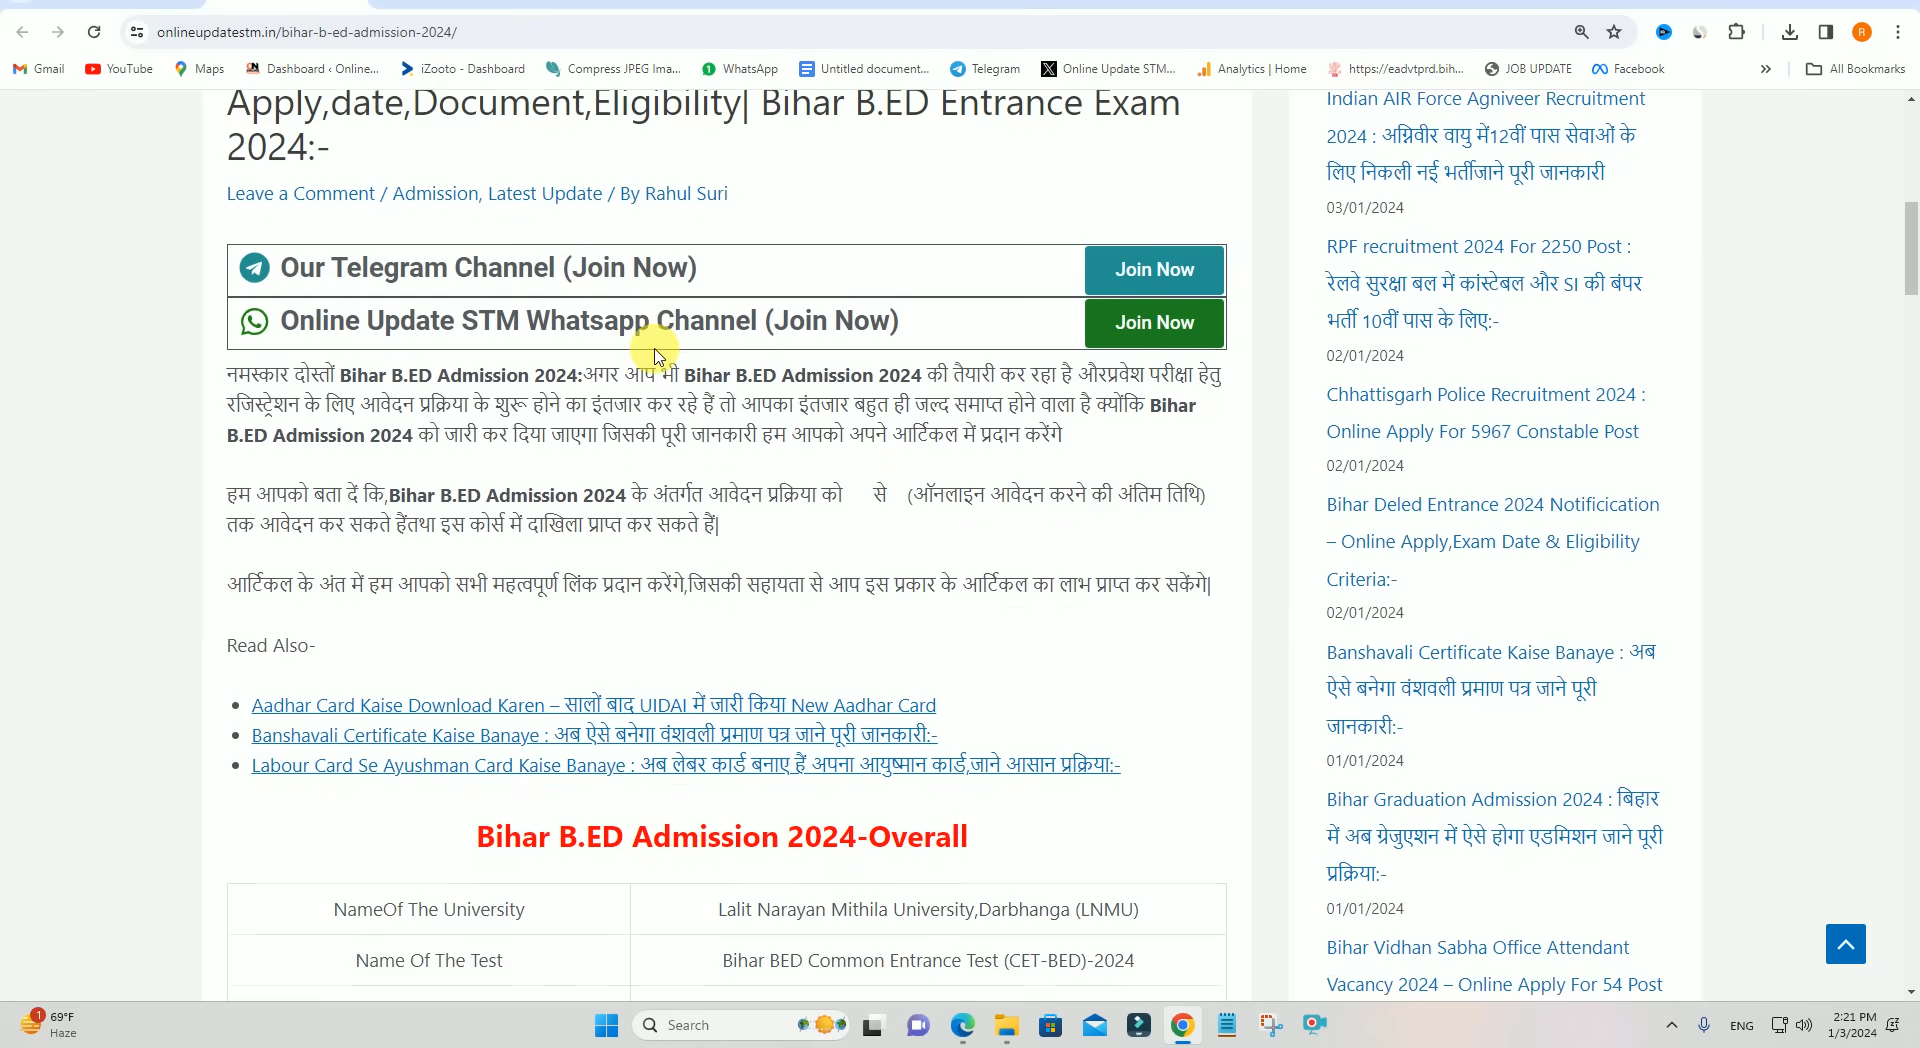 onlineupdatestm.in/bihar-b-ed-admission-2024/
R
Gmail
YouTube
Maps
Dashboard ‹ Online...
iZooto - Dashboard
Compress JPEG Ima...
WhatsApp
Untitled document...
Telegram
Online Update STM...
Analytics | Home
https://eadvtprd.bih...
JOB UPDATE
Facebook
»
All Bookmarks
Apply,date,Document,Eligibility| Bihar B.ED Entrance Exam
2024:-
Leave a Comment / Admission, Latest Update / By Rahul Suri
Our Telegram Channel (Join Now)
Join Now
Online Update STM Whatsapp Channel (Join Now)
Join Now
नमस्कार दोस्तों Bihar B.ED Admission 2024:अगर आप भी Bihar B.ED Admission 2024 की तैयारी कर रहा है औरप्रवेश परीक्षा हेतु
रजिस्ट्रेशन के लिए आवेदन प्रक्रिया के शुरू होने का इंतजार कर रहे हैं तो आपका इंतजार बहुत ही जल्द समाप्त होने वाला है क्योंकि Bihar
B.ED Admission 2024 को जारी कर दिया जाएगा जिसकी पूरी जानकारी हम आपको अपने आर्टिकल में प्रदान करेंगे
हम आपको बता दें कि,Bihar B.ED Admission 2024 के अंतर्गत आवेदन प्रक्रिया को से (ऑनलाइन आवेदन करने की अंतिम तिथि)
तक आवेदन कर सकते हैंतथा इस कोर्स में दाखिला प्राप्त कर सकते हैं|
आर्टिकल के अंत में हम आपको सभी महत्वपूर्ण लिंक प्रदान करेंगे,जिसकी सहायता से आप इस प्रकार के आर्टिकल का लाभ प्राप्त कर सकेंगे|
Read Also-
Aadhar Card Kaise Download Karen – सालों बाद UIDAI में जारी किया New Aadhar Card
Banshavali Certificate Kaise Banaye : अब ऐसे बनेगा वंशवली प्रमाण पत्र जाने पूरी जानकारी:-
Labour Card Se Ayushman Card Kaise Banaye : अब लेबर कार्ड बनाए हैं अपना आयुष्मान कार्ड,जाने आसान प्रक्रिया:-
Bihar B.ED Admission 2024-Overall
NameOf The University
Lalit Narayan Mithila University,Darbhanga (LNMU)
Name Of The Test
Bihar BED Common Entrance Test (CET-BED)-2024
Indian AIR Force Agniveer Recruitment
2024 : अग्निवीर वायु में12वीं पास सेवाओं के
लिए निकली नई भर्तीजाने पूरी जानकारी
03/01/2024
RPF recruitment 2024 For 2250 Post :
रेलवे सुरक्षा बल में कांस्टेबल और SI की बंपर
भर्ती 10वीं पास के लिए:-
02/01/2024
Chhattisgarh Police Recruitment 2024 :
Online Apply For 5967 Constable Post
02/01/2024
Bihar Deled Entrance 2024 Notificication
– Online Apply,Exam Date & Eligibility
Criteria:-
02/01/2024
Banshavali Certificate Kaise Banaye : अब
ऐसे बनेगा वंशवली प्रमाण पत्र जाने पूरी
जानकारी:-
01/01/2024
Bihar Graduation Admission 2024 : बिहार
में अब ग्रेजुएशन में ऐसे होगा एडमिशन जाने पूरी
प्रक्रिया:-
01/01/2024
Bihar Vidhan Sabha Office Attendant
Vacancy 2024 – Online Apply For 54 Post
1
69°F
Haze
Search
ENG
2:21 PM
1/3/2024